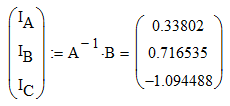 I_A 0.33802
I_B := A^-1·B = 0.716535
I_C -1.094488